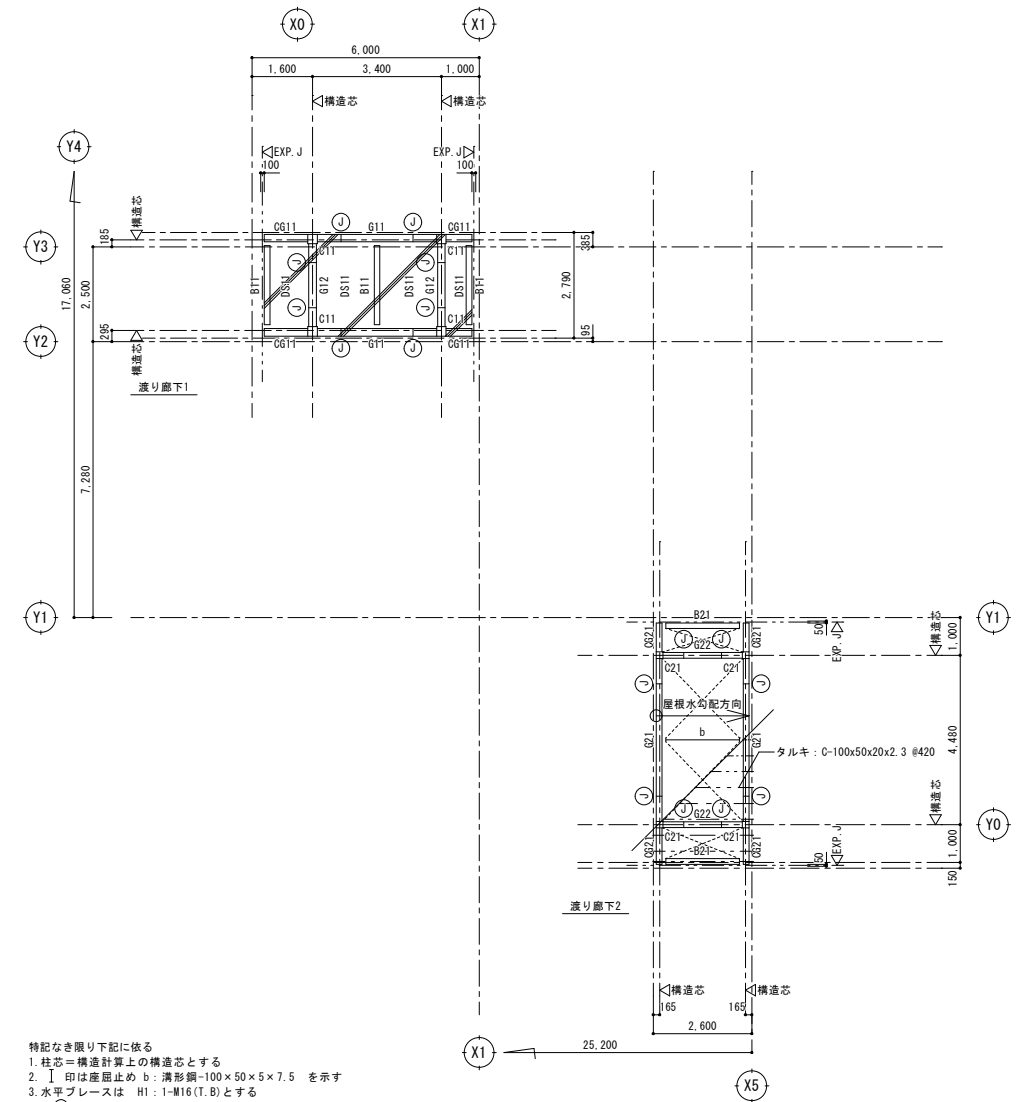 X0
X1
6,000
1,600
3,400
1,000
構造芯
構造芯
Y4
EXP.J
EXP.J
100
100
構造芯
185
CG11
J
G11
J
CG11
385
Y3
C11
C11
J
J
17,060
2,500
B11
DS11
G12
DS11
B11
DS11
G12
DS11
B11
2,790
J
J
295
C11
C11
95
Y2
CG11
J
G11
J
CG11
構造芯
渡り廊下1
7,280
Y1
B21
50
Y1
CG21
J
J
CG21
EXP.J
構造芯
1,000
G22
C21
C21
J
J
屋根水勾配方向
G21
b
G21
4,480
タルキ：C-100x50x20x2.3 @420
J
J
J
J
構造芯
G22
Y0
C21
C21
CG21
B21
CG21
50
EXP.J
1,000
150
渡り廊下2
構造芯
構造芯
165
165
2,600
X1
25,200
X5
特記なき限り下記に依る
1.柱芯＝構造計算上の構造芯とする
2. 印は座屈止め b：溝形鋼-100×50×5×7.5 を示す
3.水平ブレースは H1：1-M16(T.B)とする